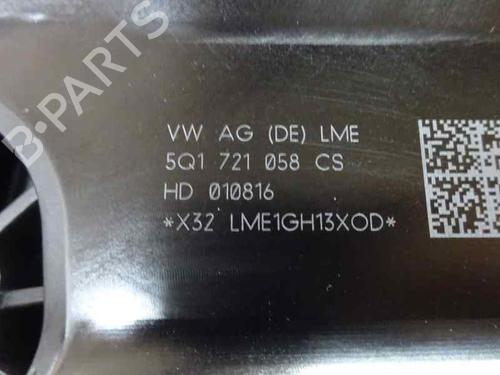 B-PARTS
VW AG (DE) LME
5Q1 721 058 CS
HD 010816
*X32 LME1GH13XOD*